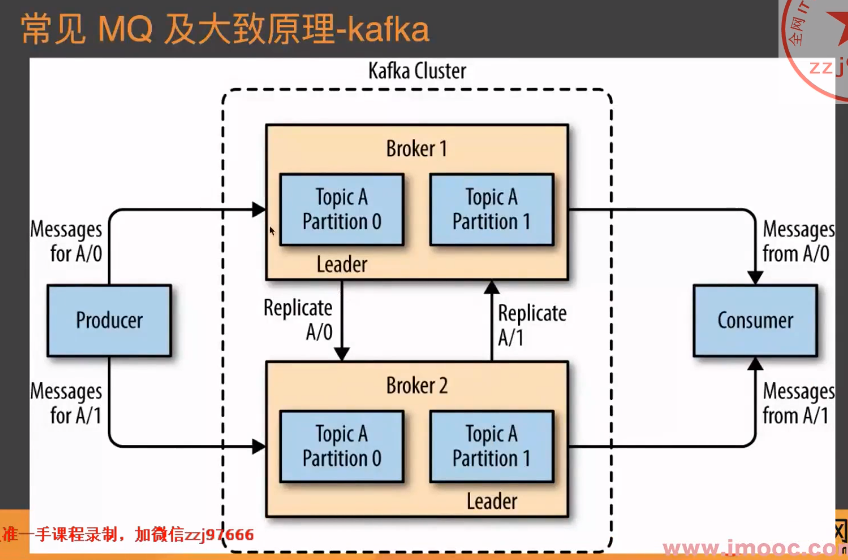 常见 MQ 及大致原理-kafka
全网IT
zzj9
Kafka Cluster
Broker 1
Topic A
Partition 0
Topic A
Partition 1
Leader
Messages
for A/0
Messages
from A/0
Producer
Replicate
A/0
Replicate
A/1
Consumer
Messages
for A/1
Messages
from A/1
Broker 2
Topic A
Partition 0
Topic A
Partition 1
Leader
准一手课程录制，加微信zzj97666
网
www.jmooc.com